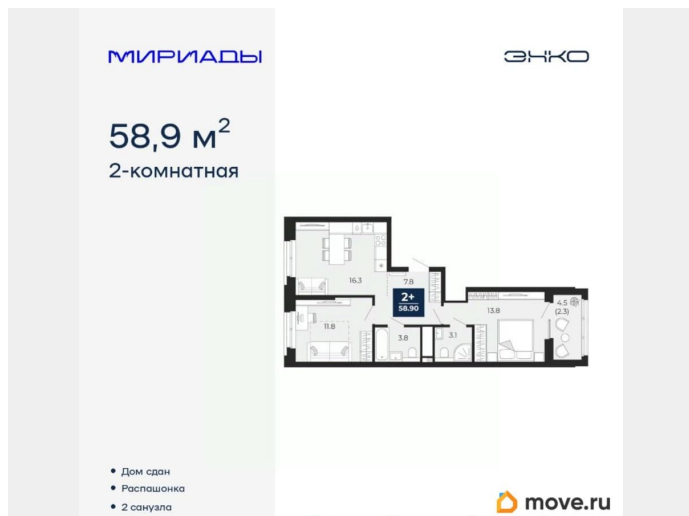 МИРИАДЫ
ЭНКО
58,9 м²
2-комнатная
16.3
7.8
2+
58.90
4.5
(2.3)
13.8
11.8
3.8
3.1
• Дом сдан
• Распашонка
• 2 санузла
move.ru